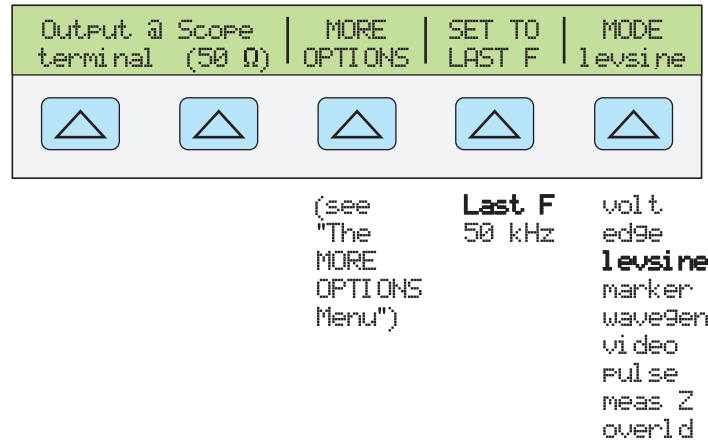 Output @ Scope MORE SET TO MODE
terminal (50 Ω) OPTIONS LAST F levsine
(see
"The
MORE
OPTIONS
Menu")
Last F
50 kHz
volt
edge
levsine
marker
wavegen
video
pulse
meas Z
overld